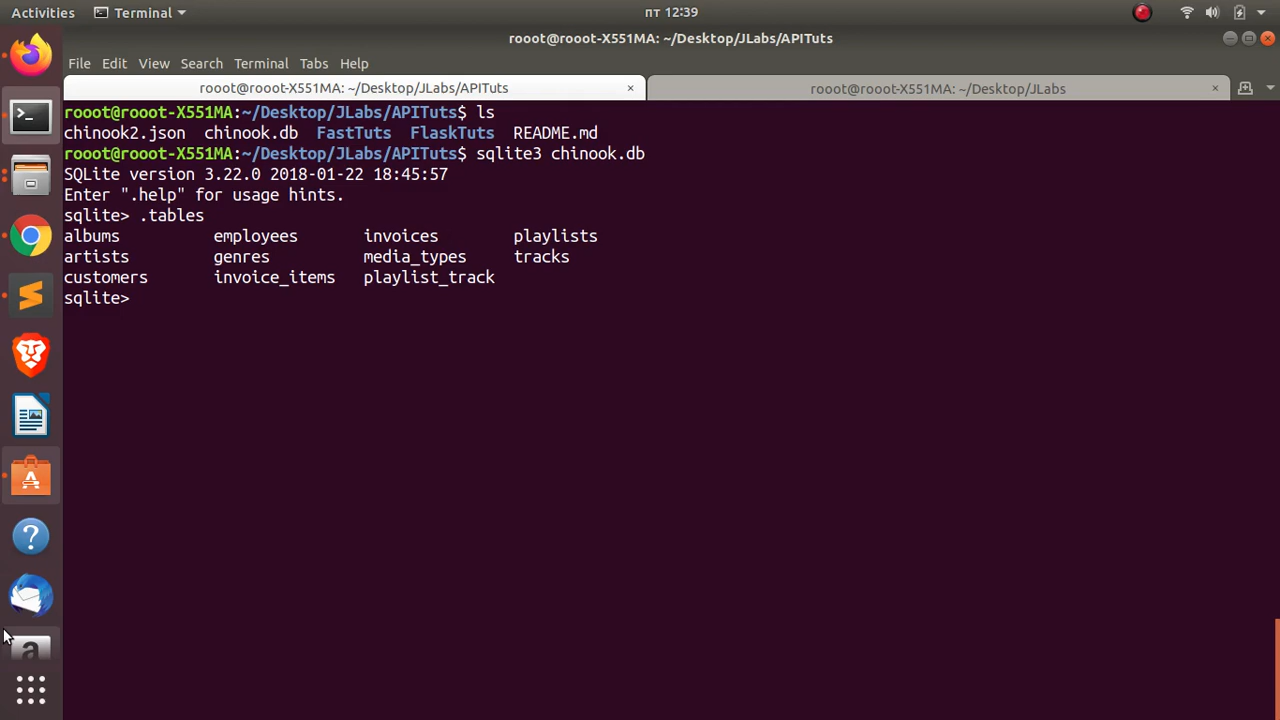 Activities Terminal пт 12:39
rooot@rooot-X551MA: ~/Desktop/JLabs/APITuts
File Edit View Search Terminal Tabs Help
rooot@rooot-X551MA: ~/Desktop/JLabs/APITuts × rooot@rooot-X551MA: ~/Desktop/JLabs ×
rooot@rooot-X551MA:~/Desktop/JLabs/APITuts$ ls
chinook2.json chinook.db FastTuts FlaskTuts README.md
rooot@rooot-X551MA:~/Desktop/JLabs/APITuts$ sqlite3 chinook.db
SQLite version 3.22.0 2018-01-22 18:45:57
Enter ".help" for usage hints.
sqlite> .tables
albums employees invoices playlists
artists genres media_types tracks
customers invoice_items playlist_track
sqlite>